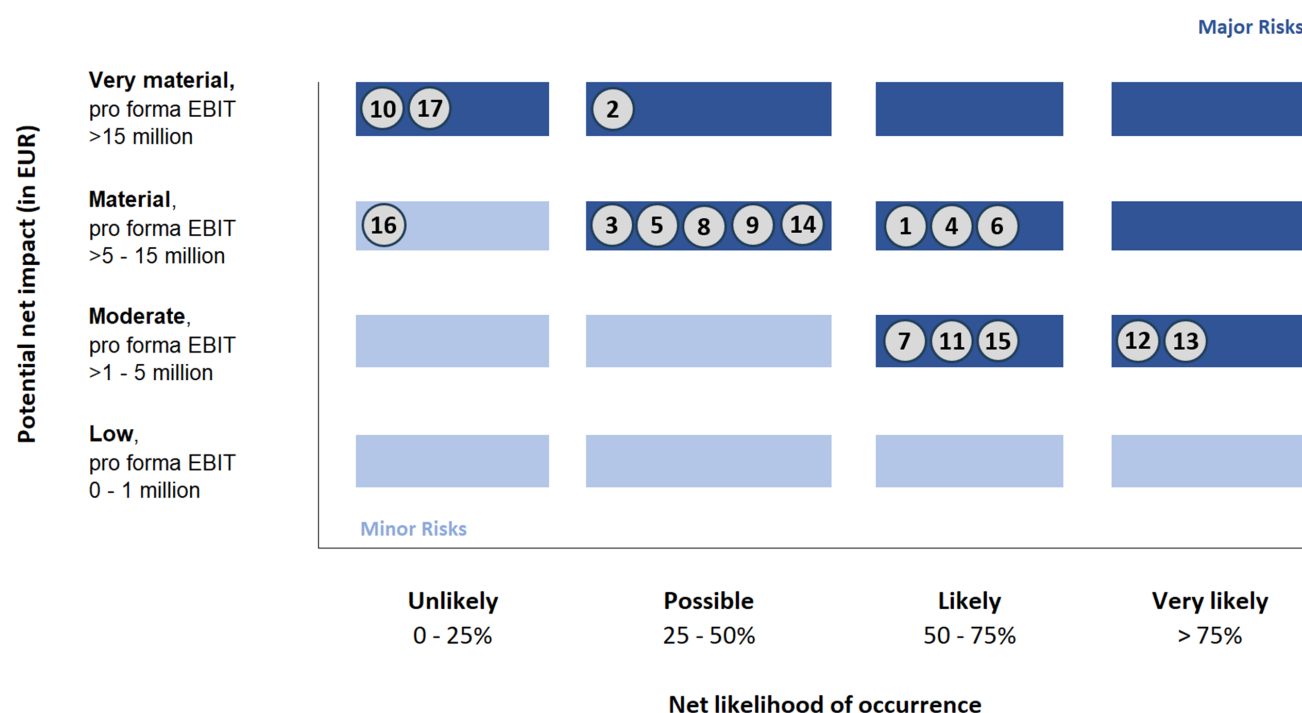 Major Risks
Potential net impact (in EUR)
Very material,
pro forma EBIT
>15 million
10 17 2
Material,
pro forma EBIT
>5 - 15 million
16 3 5 8 9 14 1 4 6
Moderate,
pro forma EBIT
>1 - 5 million
7 11 15 12 13
Low,
pro forma EBIT
0 - 1 million
Minor Risks
Unlikely Possible Likely Very likely
0 - 25% 25 - 50% 50 - 75% > 75%
Net likelihood of occurrence